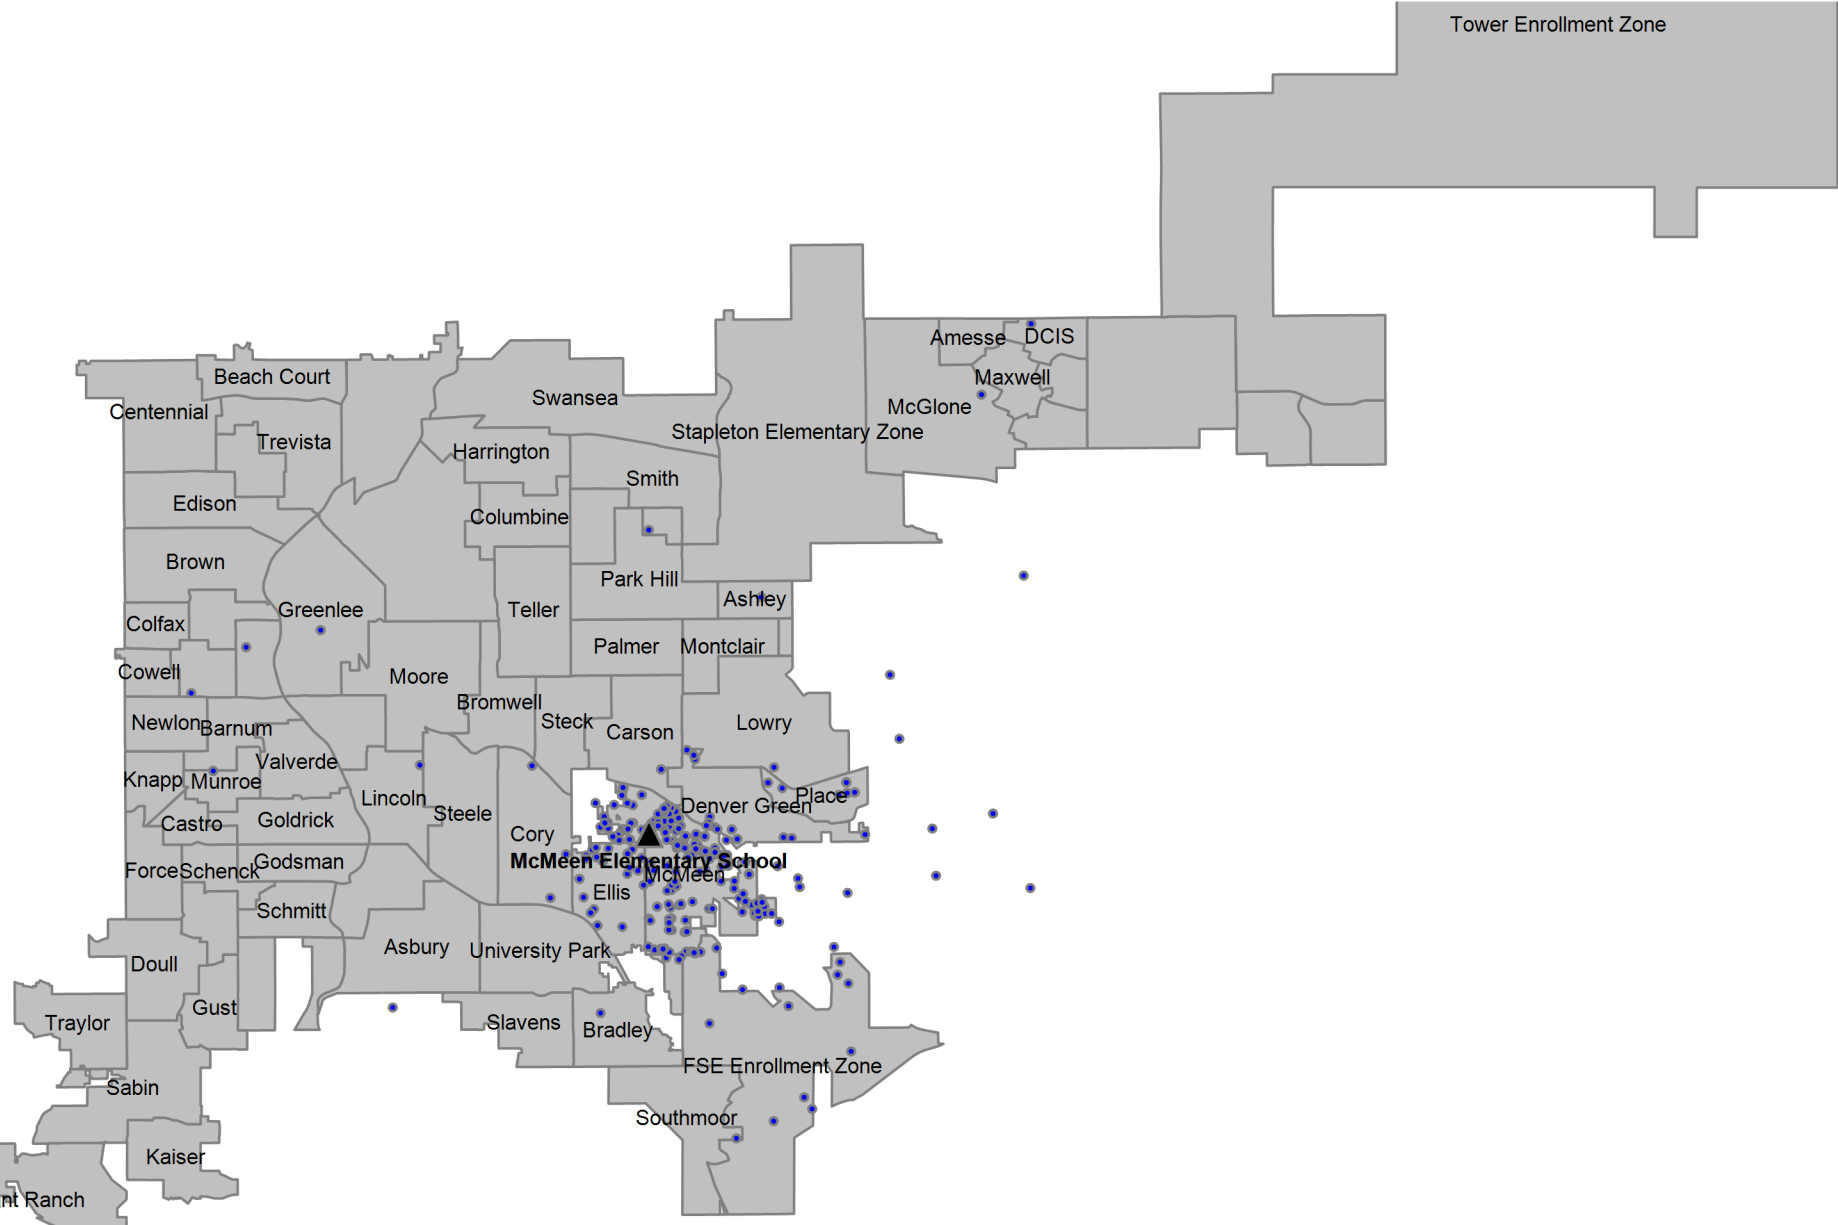 Tower Enrollment Zone
Amesse
DCIS
Beach Court
Maxwell
Swansea
McGlone
Centennial
Stapleton Elementary Zone
Trevista
Harrington
Smith
Edison
Columbine
Brown
Park Hill
Ashley
Greenlee
Teller
Colfax
Palmer
Montclair
Cowell
Moore
Bromwell
Newlon
Barnum
Steck
Carson
Lowry
Valverde
Knapp
Munroe
Lincoln
Place
Denver Green
Steele
Castro
Goldrick
Cory
McMeen Elementary School
Godsman
Force
Schenck
McMeen
Ellis
Schmitt
Asbury
University Park
Doull
Gust
Traylor
Slavens
Bradley
FSE Enrollment Zone
Sabin
Southmoor
Kaiser
nt Ranch